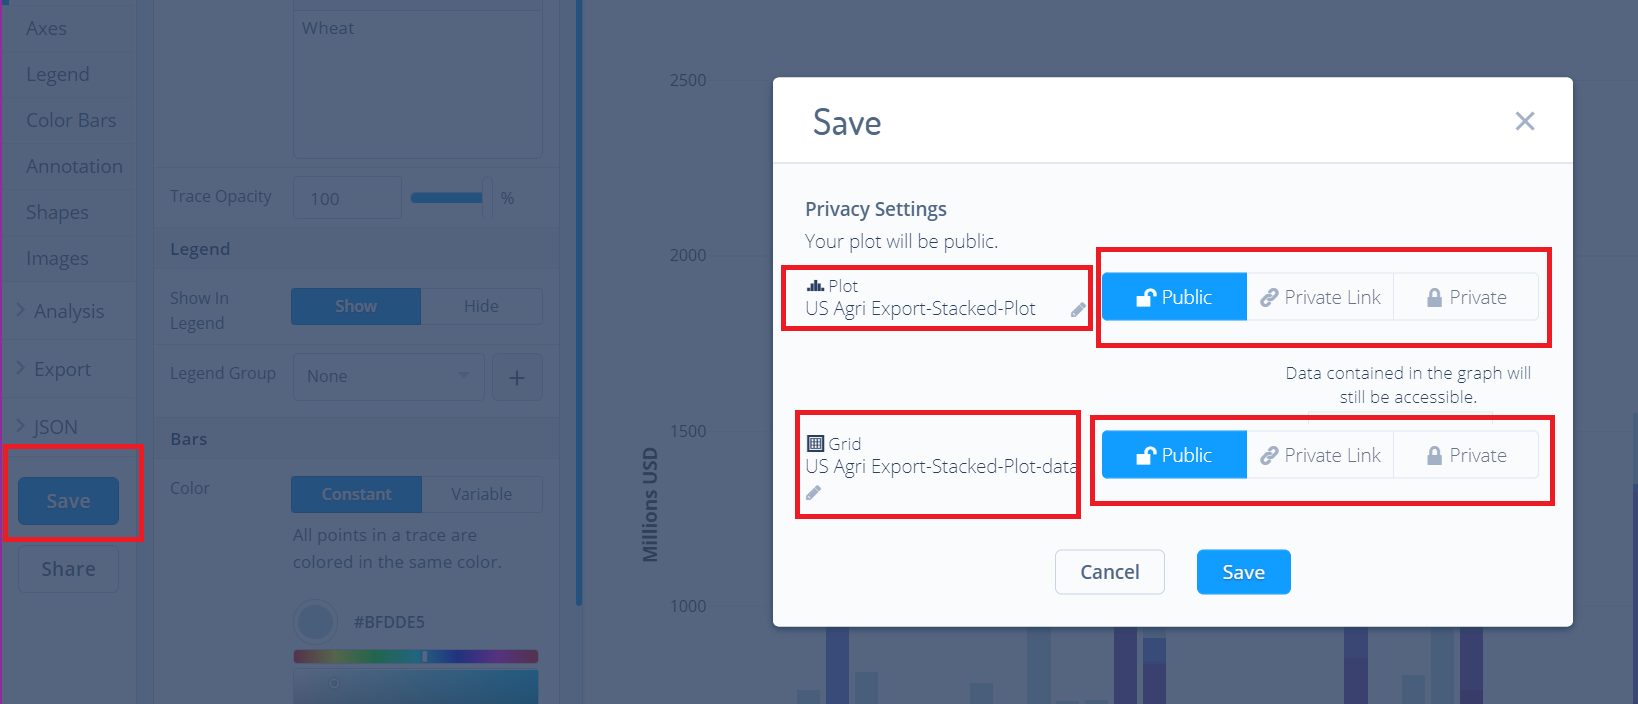 Axes
Legend
Color Bars
Annotation
Shapes
Images
Analysis
Export
JSON
Save
Share
Wheat
Trace Opacity 100 %
Legend
Show In
Legend
Show Hide
Legend Group None +
Bars
Color Constant Variable
All points in a trace are
colored in the same color.
#BFDDE5
2500
2000
1500
1000
Millions USD
Save
Privacy Settings
Your plot will be public.
Plot
US Agri Export-Stacked-Plot
Public Private Link Private
Data contained in the graph will
still be accessible.
Grid
US Agri Export-Stacked-Plot-data
Public Private Link Private
Cancel Save